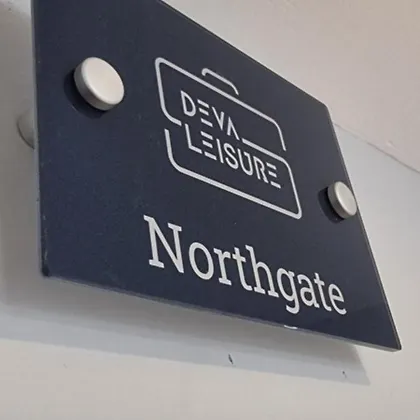 DEVA
LEISURE
Northgate